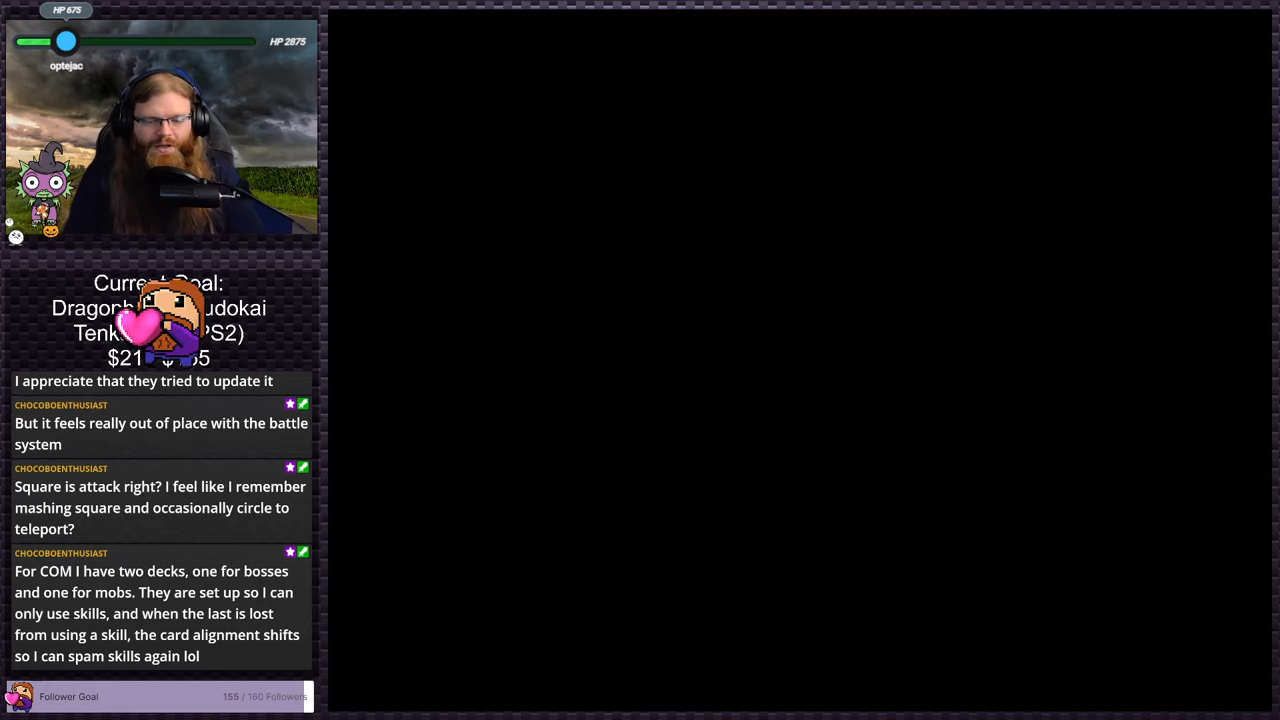 HP 675
HP 2875
optejac
Current Goal:
Dragonb udokai
Tenk PS2)
$21 $ 55
I appreciate that they tried to update it
CHOCOBOENTHUSIAST
But it feels really out of place with the battle
system
CHOCOBOENTHUSIAST
Square is attack right? I feel like I remember
mashing square and occasionally circle to
teleport?
CHOCOBOENTHUSIAST
For COM I have two decks, one for bosses
and one for mobs. They are set up so I can
only use skills, and when the last is lost
from using a skill, the card alignment shifts
so I can spam skills again lol
Follower Goal
155 / 160 Followers